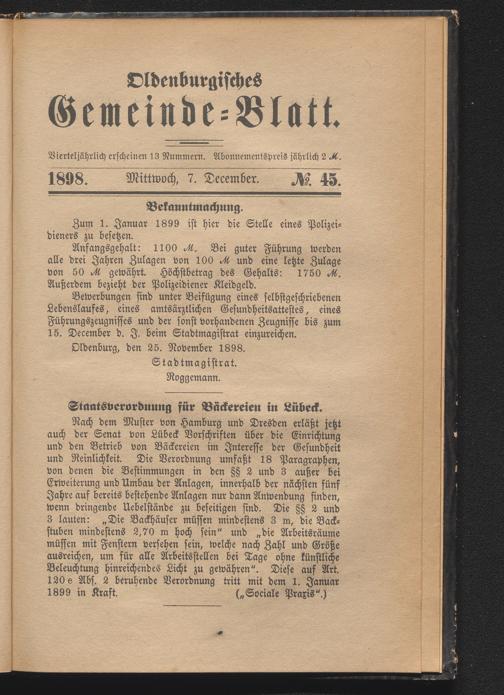 Oldenburgisches
Gemeinde-Blatt.
Vierteljährlich erscheinen 13 Nummern. Abonnementspreis jährlich 2 ℳ.
1898. Mittwoch, 7. December. №. 45.
Bekanntmachung.
Zum 1. Januar 1899 ist hier die Stelle eines Polizei-
dieners zu besetzen.
Anfangsgehalt: 1100 ℳ. Bei guter Führung werden
alle drei Jahren Zulagen von 100 ℳ und eine letzte Zulage
von 50 ℳ gewährt. Höchstbetrag des Gehalts: 1750 ℳ.
Außerdem bezieht der Polizeidiener Kleidgeld.
Bewerbungen sind unter Beifügung eines selbstgeschriebenen
Lebenslaufes, eines amtsärztlichen Gesundheitsattestes, eines
Führungszeugnisses und der sonst vorhandenen Zeugnisse bis zum
15. December d. J. beim Stadtmagistrat einzureichen.
Oldenburg, den 25. November 1898.
Stadtmagistrat.
Roggemann.
Staatsverordnung für Bäckereien in Lübeck.
Nach dem Muster von Hamburg und Dresden erläßt jetzt
auch der Senat von Lübeck Vorschriften über die Einrichtung
und den Betrieb von Bäckereien im Interesse der Gesundheit
und Reinlichkeit. Die Verordnung umfaßt 18 Paragraphen,
von denen die Bestimmungen in den §§ 2 und 3 außer bei
Erweiterung und Umbau der Anlagen, innerhalb der nächsten fünf
Jahre auf bereits bestehende Anlagen nur dann Anwendung finden,
wenn dringende Uebelstände zu beseitigen sind. Die §§ 2 und
3 lauten: „Die Backhäuser müssen mindestens 3 m, die Back-
stuben mindestens 2,70 m hoch sein“ und „die Arbeitsräume
müssen mit Fenstern versehen sein, welche nach Zahl und Größe
ausreichen, um für alle Arbeitsstellen bei Tage ohne künstliche
Beleuchtung hinreichendes Licht zu gewähren“. Diese auf Art.
120e Abs. 2 beruhende Verordnung tritt mit dem 1. Januar
1899 in Kraft. („Sociale Praxis“.)